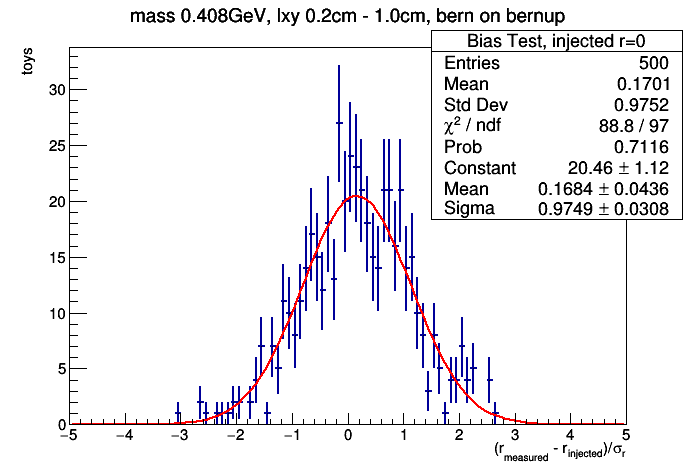 mass 0.408GeV, lxy 0.2cm - 1.0cm, bern on bernup
Bias Test, injected r=0
Entries 500
Mean 0.1701
Std Dev 0.9752
χ² / ndf 88.8 / 97
Prob 0.7116
Constant 20.46 ± 1.12
Mean 0.1684 ± 0.0436
Sigma 0.9749 ± 0.0308
toys
30
25
20
15
10
5
0
−5 −4 −3 −2 −1 0 1 2 3 4 5
(r_measured - r_injected)/σ_r